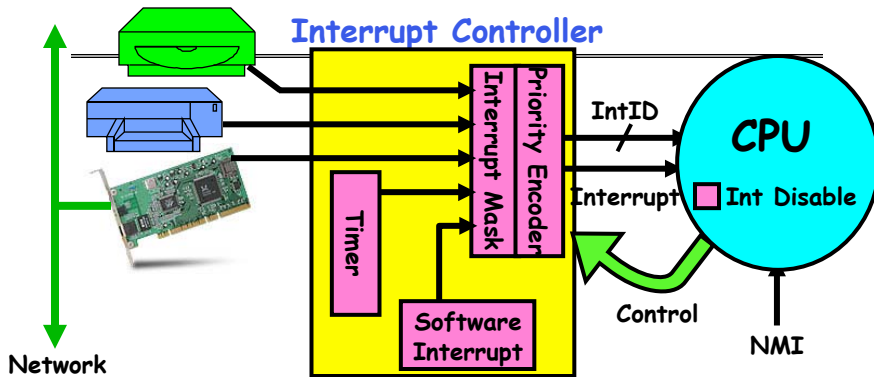 Interrupt Controller
Interrupt Mask
Priority Encoder
IntID
CPU
Interrupt
Int Disable
Timer
Software
Interrupt
Control
NMI
Network